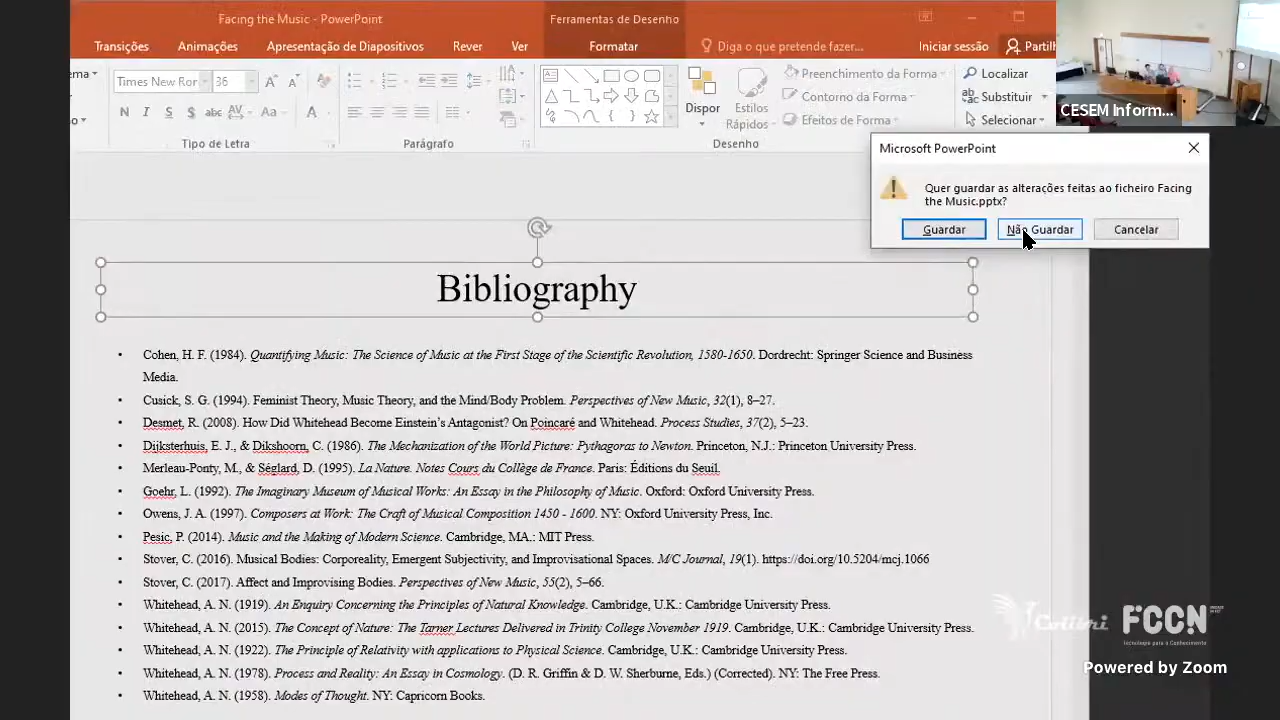 Facing the Music - PowerPoint
Ferramentas de Desenho
Transições Animações Apresentação de Diapositivos Rever Ver Formatar Diga o que pretende fazer... Iniciar sessão Partilh
Times New Ror 36
Preenchimento da Forma
Localizar
Contorno da Forma
Substituir
Dispor
Estilos
Rápidos
Efeitos de Forma
Selecionar
Tipo de Letra Parágrafo Desenho
CESEM Inform...
Microsoft PowerPoint
Quer guardar as alterações feitas ao ficheiro Facing
the Music.pptx?
Guardar Não Guardar Cancelar
Bibliography
• Cohen, H. F. (1984). Quantifying Music: The Science of Music at the First Stage of the Scientific Revolution, 1580-1650. Dordrecht: Springer Science and Business
Media.
• Cusick, S. G. (1994). Feminist Theory, Music Theory, and the Mind/Body Problem. Perspectives of New Music, 32(1), 8–27.
• Desmet, R. (2008). How Did Whitehead Become Einstein's Antagonist? On Poincaré and Whitehead. Process Studies, 37(2), 5–23.
• Dijksterhuis, E. J., & Dikshoorn, C. (1986). The Mechanization of the World Picture: Pythagoras to Newton. Princeton, N.J.: Princeton University Press.
• Merleau-Ponty, M., & Séglard, D. (1995). La Nature. Notes Cours du Collège de France. Paris: Éditions du Seuil.
• Goehr, L. (1992). The Imaginary Museum of Musical Works: An Essay in the Philosophy of Music. Oxford: Oxford University Press.
• Owens, J. A. (1997). Composers at Work: The Craft of Musical Composition 1450 - 1600. NY: Oxford University Press, Inc.
• Pesic, P. (2014). Music and the Making of Modern Science. Cambridge, MA.: MIT Press.
• Stover, C. (2016). Musical Bodies: Corporeality, Emergent Subjectivity, and Improvisational Spaces. M/C Journal, 19(1). https://doi.org/10.5204/mcj.1066
• Stover, C. (2017). Affect and Improvising Bodies. Perspectives of New Music, 55(2), 5–66.
• Whitehead, A. N. (1919). An Enquiry Concerning the Principles of Natural Knowledge. Cambridge, U.K.: Cambridge University Press.
• Whitehead, A. N. (2015). The Concept of Nature: Te Tarner Lectures Delivered in Trinity College November 1919. Cambridge, U.K.: Cambridge University Press.
• Whitehead, A. N. (1922). The Principle of Relativity with Applications to Physical Science. Cambridge, U.K.: Cambridge University Press.
• Whitehead, A. N. (1978). Process and Reality: An Essay in Cosmology. (D. R. Griffin & D. W. Sherburne, Eds.) (Corrected). NY: The Free Press.
• Whitehead, A. N. (1958). Modes of Thought. NY: Capricorn Books.
Colibri FCCN
Tecnologia para o Conhecimento
Powered by Zoom